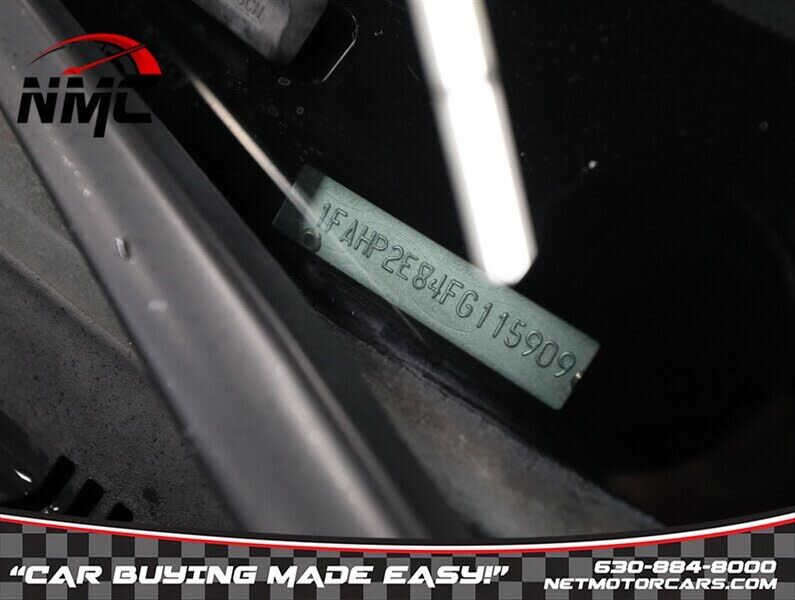 NMC
1FAHP2E84FG115909
“CAR BUYING MADE EASY!”
630-884-8000
NETMOTORCARS.COM